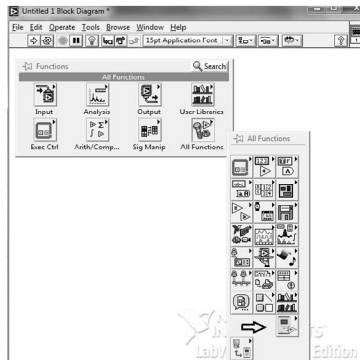 Untitled 1 Block Diagram *
File Edit Operate Tools Browse Window Help
15pt Application Font
Functions
Search
All Functions
Input Analysis Output User Libraries
Exec Ctrl Arith/Comp... Sig Manip All Functions
All Functions
Edition